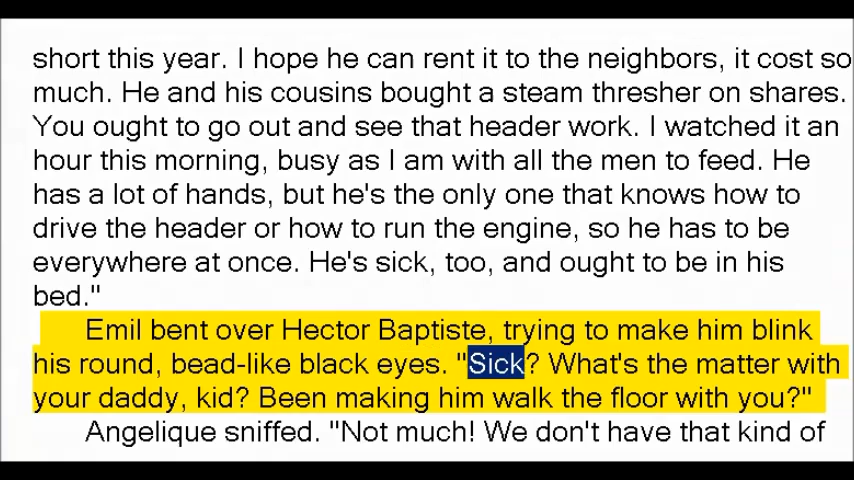 short this year. I hope he can rent it to the neighbors, it cost so
much. He and his cousins bought a steam thresher on shares.
You ought to go out and see that header work. I watched it an
hour this morning, busy as I am with all the men to feed. He
has a lot of hands, but he's the only one that knows how to
drive the header or how to run the engine, so he has to be
everywhere at once. He's sick, too, and ought to be in his
bed."
Emil bent over Hector Baptiste, trying to make him blink
his round, bead-like black eyes. "Sick? What's the matter with
your daddy, kid? Been making him walk the floor with you?"
Angelique sniffed. "Not much! We don't have that kind of